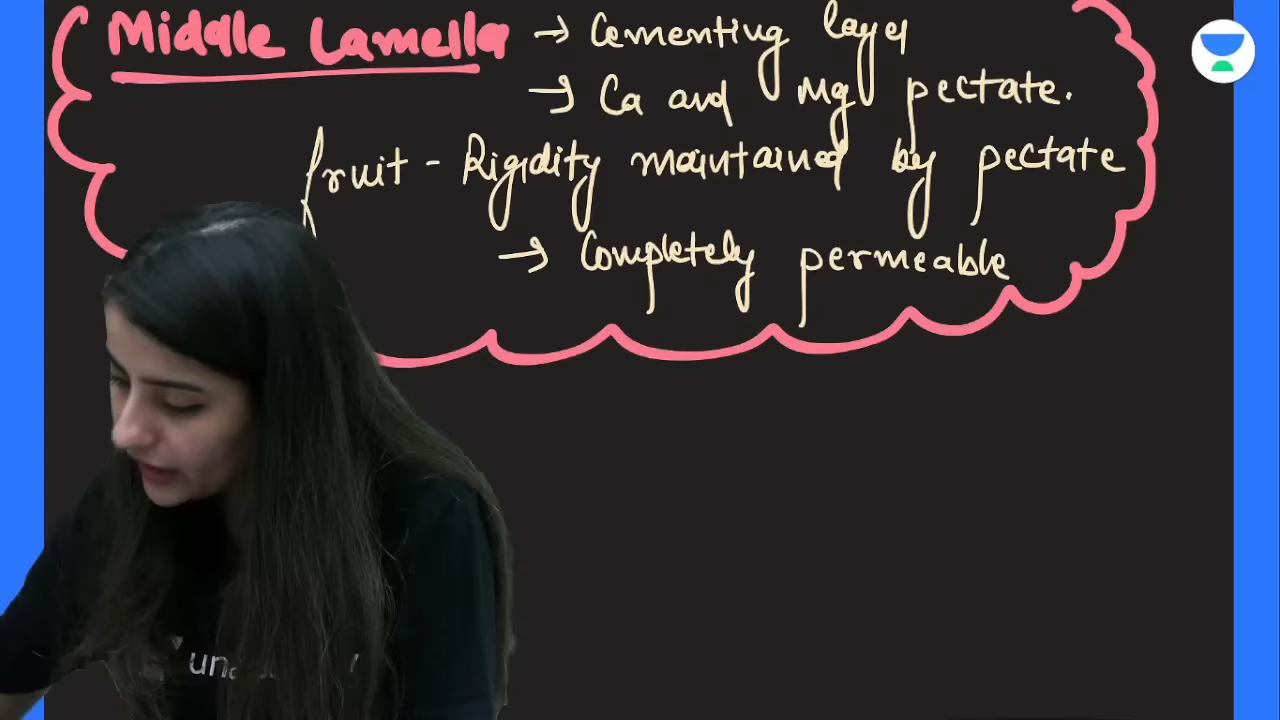 Middle Lamella → Cementing layer
→ Ca and Mg pectate.
fruit - Rigidity maintained by pectate
→ Completely permeable